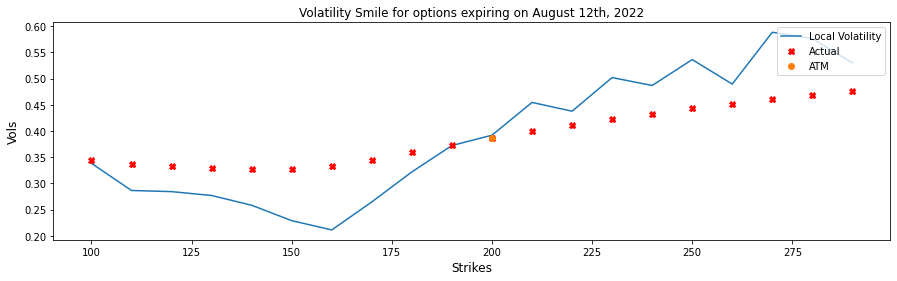 Volatility Smile for options expiring on August 12th, 2022
0.60
0.55
0.50
0.45
0.40
0.35
0.30
0.25
0.20
Vols
Local Volatility
Actual
ATM
100 125 150 175 200 225 250 275
Strikes